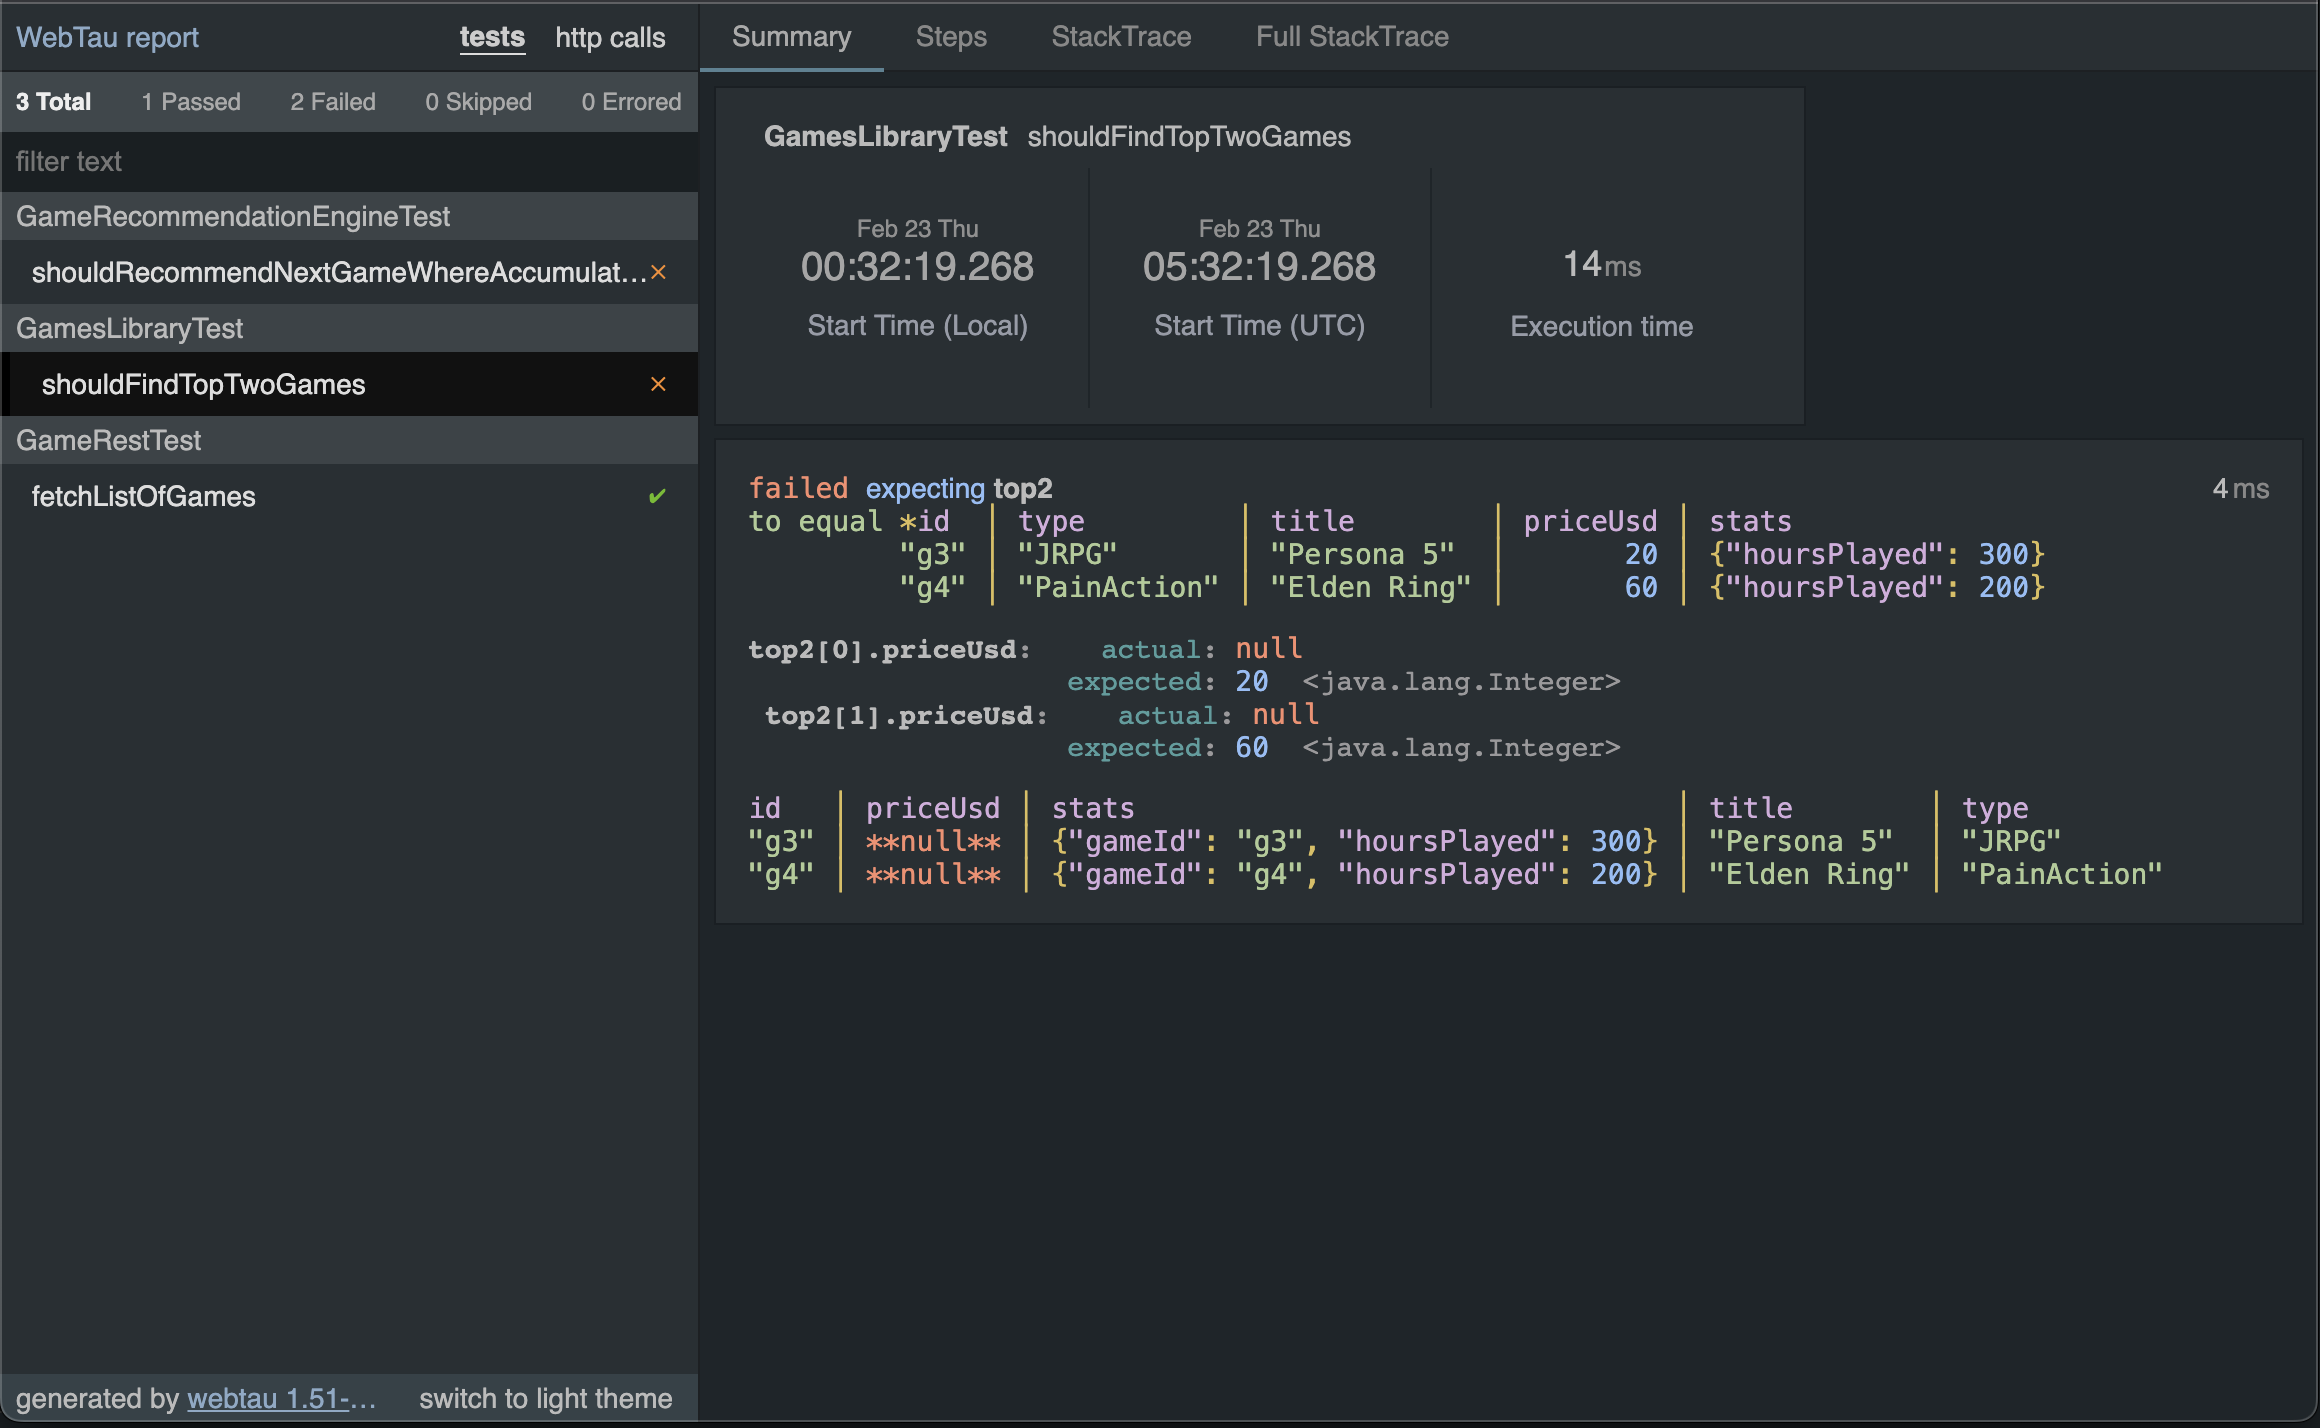 WebTau report tests http calls
3 Total 1 Passed 2 Failed 0 Skipped 0 Errored
filter text
GameRecommendationEngineTest
shouldRecommendNextGameWhereAccumulat... ×
GamesLibraryTest
shouldFindTopTwoGames ×
GameRestTest
fetchListOfGames ✔
generated by webtau 1.51-... switch to light theme
Summary Steps StackTrace Full StackTrace
GamesLibraryTest shouldFindTopTwoGames
Feb 23 Thu
00:32:19.268
Start Time (Local)
Feb 23 Thu
05:32:19.268
Start Time (UTC)
14ms
Execution time
failed expecting top2 4ms
to equal *id │ type │ title │ priceUsd │ stats
"g3" │ "JRPG" │ "Persona 5" │ 20 │ {"hoursPlayed": 300}
"g4" │ "PainAction" │ "Elden Ring" │ 60 │ {"hoursPlayed": 200}
top2[0].priceUsd: actual: null
expected: 20 <java.lang.Integer>
top2[1].priceUsd: actual: null
expected: 60 <java.lang.Integer>
id │ priceUsd │ stats │ title │ type
"g3" │ **null** │ {"gameId": "g3", "hoursPlayed": 300} │ "Persona 5" │ "JRPG"
"g4" │ **null** │ {"gameId": "g4", "hoursPlayed": 200} │ "Elden Ring" │ "PainAction"